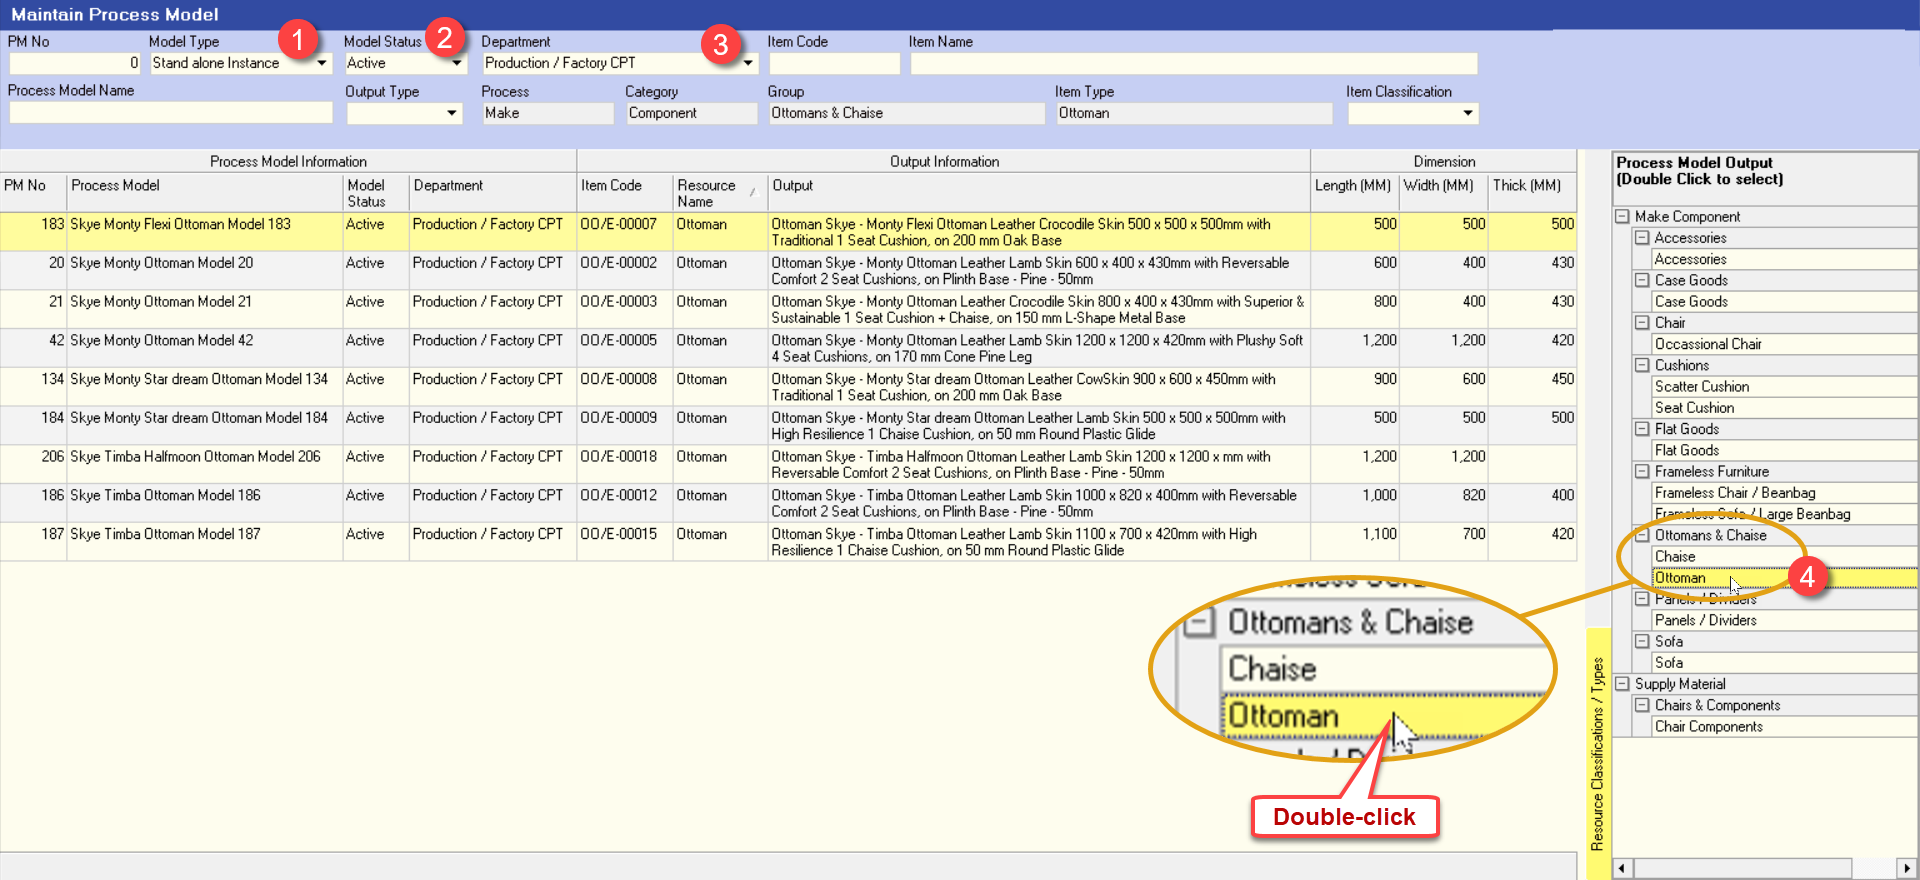 Maintain Process Model
PM No Model Type 1 Model Status 2 Department 3 Item Code Item Name
0 Stand alone Instance Active Production / Factory CPT
Process Model Name Output Type Process Category Group Item Type Item Classification
Make Component Ottomans & Chaise Ottoman
Process Model Information Output Information Dimension
PM No Process Model Model Status Department Item Code Resource Name Output Length (MM) Width (MM) Thick (MM)
183 Skye Monty Flexi Ottoman Model 183 Active Production / Factory CPT OO/E-00007 Ottoman Ottoman Skye - Monty Flexi Ottoman Leather Crocodile Skin 500 x 500 x 500mm with 500 500 500
Traditional 1 Seat Cushion, on 200 mm Oak Base
20 Skye Monty Ottoman Model 20 Active Production / Factory CPT OO/E-00002 Ottoman Ottoman Skye - Monty Ottoman Leather Lamb Skin 600 x 400 x 430mm with Reversable 600 400 430
Comfort 2 Seat Cushions, on Plinth Base - Pine - 50mm
21 Skye Monty Ottoman Model 21 Active Production / Factory CPT OO/E-00003 Ottoman Ottoman Skye - Monty Ottoman Leather Crocodile Skin 800 x 400 x 430mm with Superior & 800 400 430
Sustainable 1 Seat Cushion + Chaise, on 150 mm L-Shape Metal Base
42 Skye Monty Ottoman Model 42 Active Production / Factory CPT OO/E-00005 Ottoman Ottoman Skye - Monty Ottoman Leather Lamb Skin 1200 x 1200 x 420mm with Plushy Soft 1,200 1,200 420
4 Seat Cushions, on 170 mm Cone Pine Leg
134 Skye Monty Star dream Ottoman Model 134 Active Production / Factory CPT OO/E-00008 Ottoman Ottoman Skye - Monty Star dream Ottoman Leather CowSkin 900 x 600 x 450mm with 900 600 450
Traditional 1 Seat Cushion, on 200 mm Oak Base
184 Skye Monty Star dream Ottoman Model 184 Active Production / Factory CPT OO/E-00009 Ottoman Ottoman Skye - Monty Star dream Ottoman Leather Lamb Skin 500 x 500 x 500mm with 500 500 500
High Resilience 1 Chaise Cushion, on 50 mm Round Plastic Glide
206 Skye Timba Halfmoon Ottoman Model 206 Active Production / Factory CPT OO/E-00018 Ottoman Ottoman Skye - Timba Halfmoon Ottoman Leather Lamb Skin 1200 x 1200 x mm with 1,200 1,200
Reversable Comfort 2 Seat Cushions, on Plinth Base - Pine - 50mm
186 Skye Timba Ottoman Model 186 Active Production / Factory CPT OO/E-00012 Ottoman Ottoman Skye - Timba Ottoman Leather Lamb Skin 1000 x 820 x 400mm with Reversable 1,000 820 400
Comfort 2 Seat Cushions, on Plinth Base - Pine - 50mm
187 Skye Timba Ottoman Model 187 Active Production / Factory CPT OO/E-00015 Ottoman Ottoman Skye - Timba Ottoman Leather Lamb Skin 1100 x 700 x 420mm with High 1,100 700 420
Resilience 1 Chaise Cushion, on 50 mm Round Plastic Glide
Ottomans & Chaise
Chaise
Ottoman
Double-click
Resource Classifications / Types
Process Model Output
(Double Click to select)
Make Component
Accessories
Accessories
Case Goods
Case Goods
Chair
Occassional Chair
Cushions
Scatter Cushion
Seat Cushion
Flat Goods
Flat Goods
Frameless Furniture
Frameless Chair / Beanbag
Frameless Sofa / Large Beanbag
Ottomans & Chaise
Chaise
Ottoman 4
Panels / Dividers
Panels / Dividers
Sofa
Sofa
Supply Material
Chairs & Components
Chair Components